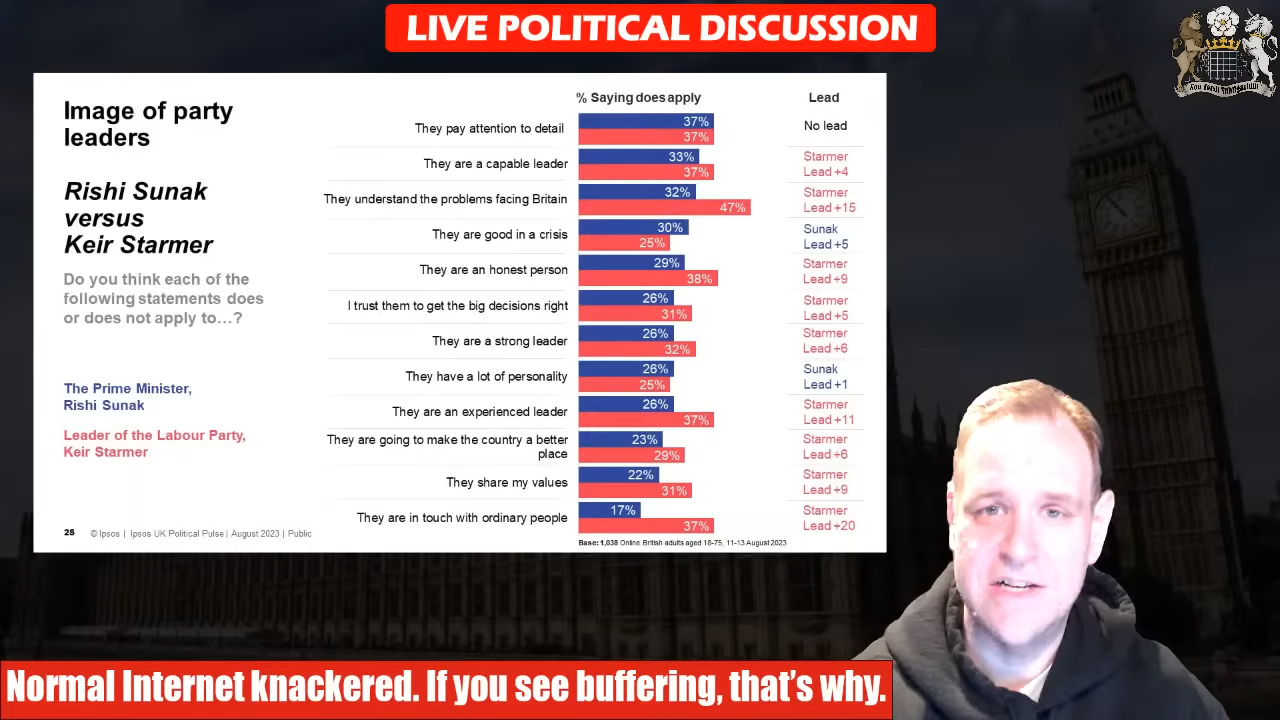 LIVE POLITICAL DISCUSSION
Image of party
leaders
Rishi Sunak
versus
Keir Starmer
Do you think each of the
following statements does
or does not apply to…?
The Prime Minister,
Rishi Sunak
Leader of the Labour Party,
Keir Starmer
% Saying does apply
Lead
They pay attention to detail
37%
37%
No lead
They are a capable leader
33%
37%
Starmer
Lead +4
They understand the problems facing Britain
32%
47%
Starmer
Lead +15
They are good in a crisis
30%
25%
Sunak
Lead +5
They are an honest person
29%
38%
Starmer
Lead +9
I trust them to get the big decisions right
26%
31%
Starmer
Lead +5
They are a strong leader
26%
32%
Starmer
Lead +6
They have a lot of personality
26%
25%
Sunak
Lead +1
They are an experienced leader
26%
37%
Starmer
Lead +11
They are going to make the country a better
place
23%
29%
Starmer
Lead +6
They share my values
22%
31%
Starmer
Lead +9
They are in touch with ordinary people
17%
37%
Starmer
Lead +20
25 © Ipsos | Ipsos UK Political Pulse | August 2023 | Public
Base: 1,038 Online British adults aged 18-75, 11-13 August 2023
Normal Internet knackered. If you see buffering, that's why.